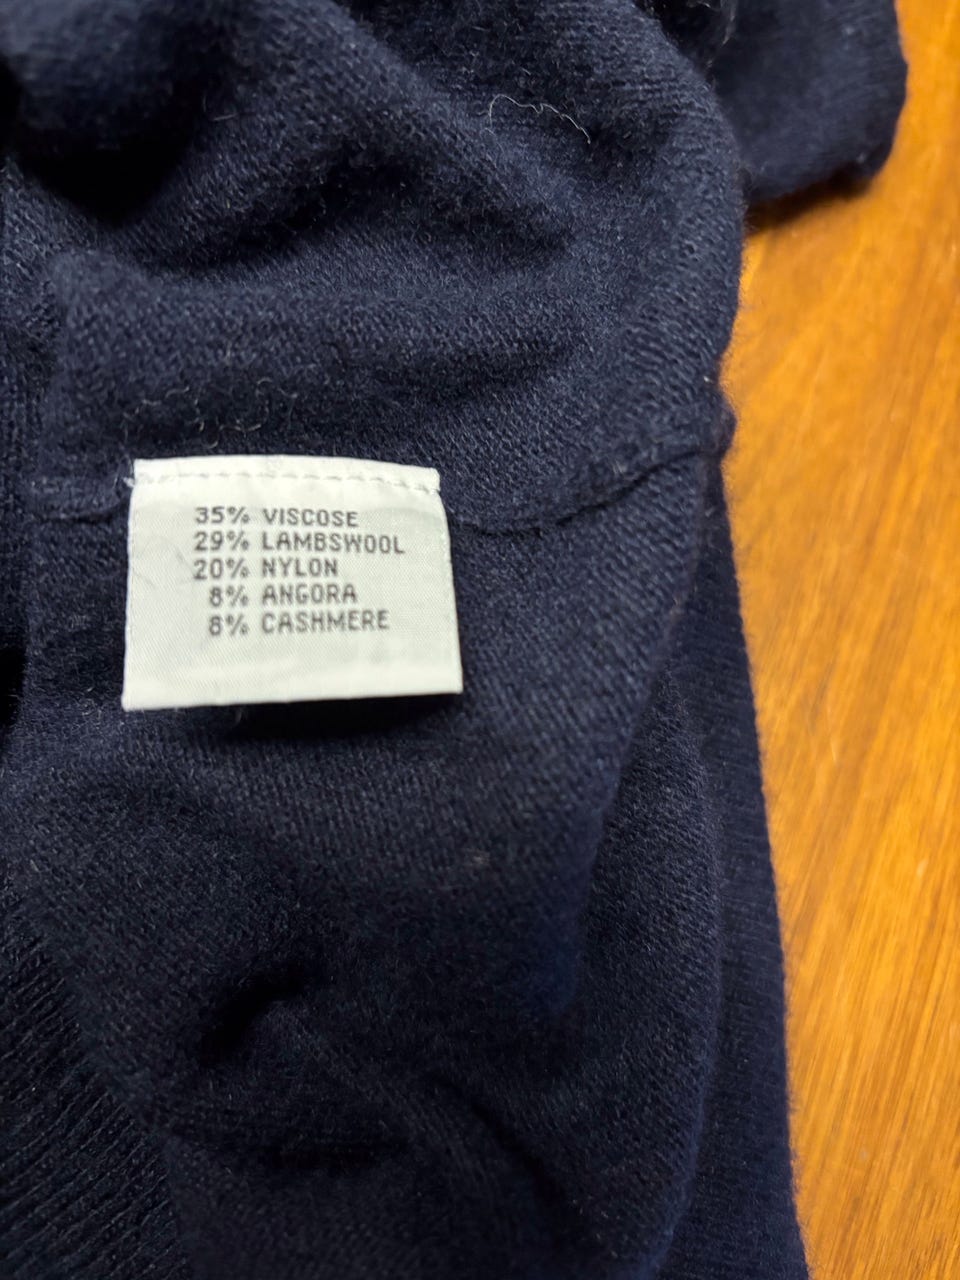 35% VISCOSE
29% LAMBSWOOL
20% NYLON
8% ANGORA
8% CASHMERE